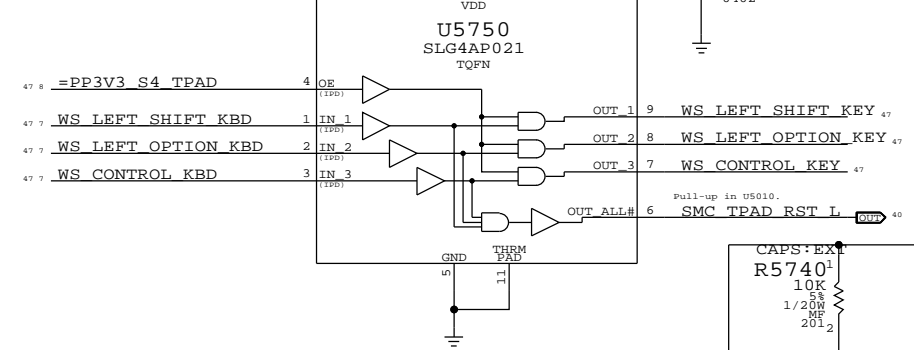 VDD
U5750
SLG4AP021
TQFN
47 8 =PP3V3_S4_TPAD 4 OE
(IPD)
47 7 WS_LEFT_SHIFT_KBD 1 IN_1
(IPD)
47 7 WS_LEFT_OPTION_KBD 2 IN_2
(IPD)
47 7 WS_CONTROL_KBD 3 IN_3
(IPD)
OUT_1 9 WS_LEFT_SHIFT_KEY 47
OUT_2 8 WS_LEFT_OPTION_KEY 47
OUT_3 7 WS_CONTROL_KEY 47
Pull-up in U5010.
OUT_ALL# 6 SMC_TPAD_RST_L OUT 40
GND
THRM
PAD
5
11
CAPS:EXT
R5740 1
10K
5%
1/20W
MF
201 2